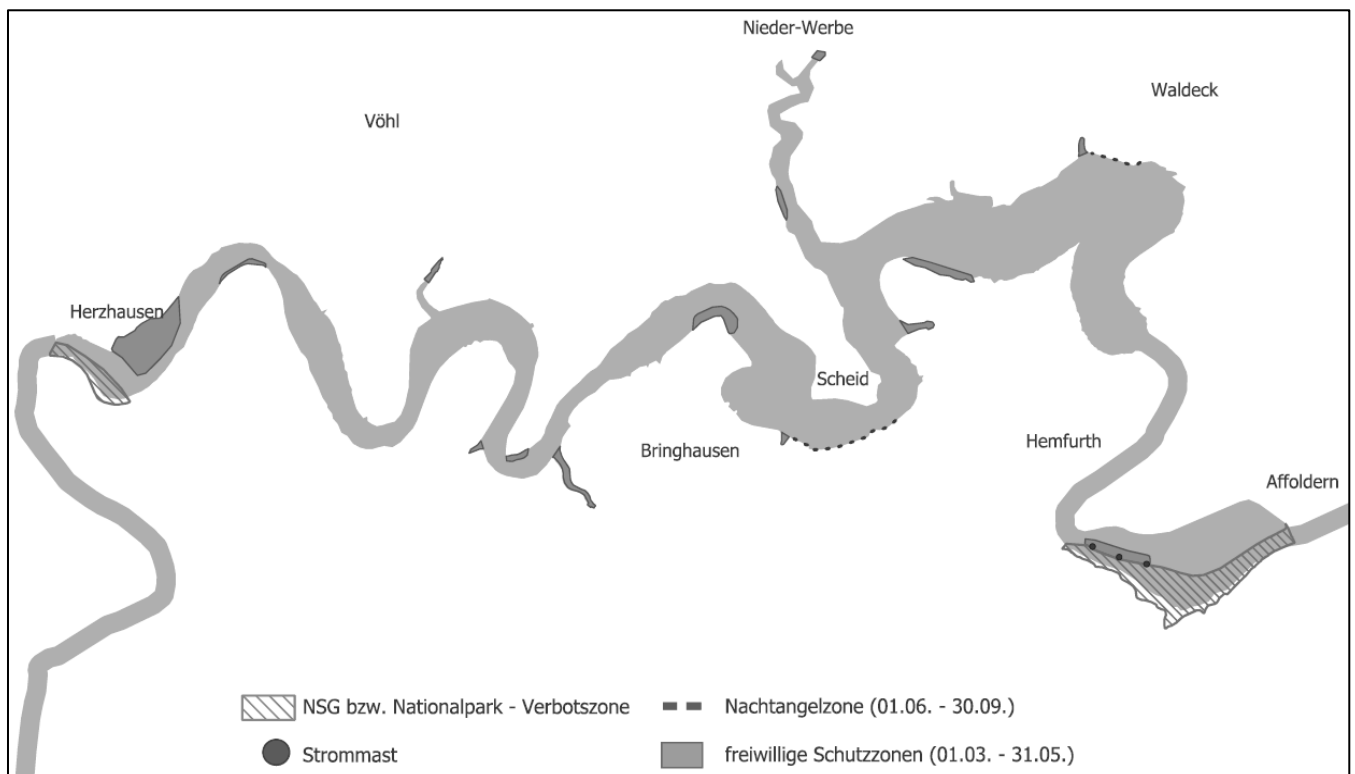 Nieder-Werbe
Waldeck
Vöhl
Herzhausen
Scheid
Bringhausen
Hemfurth
Affoldern
NSG bzw. Nationalpark - Verbotszone
Nachtangelzone (01.06. - 30.09.)
Strommast
freiwillige Schutzzonen (01.03. - 31.05.)